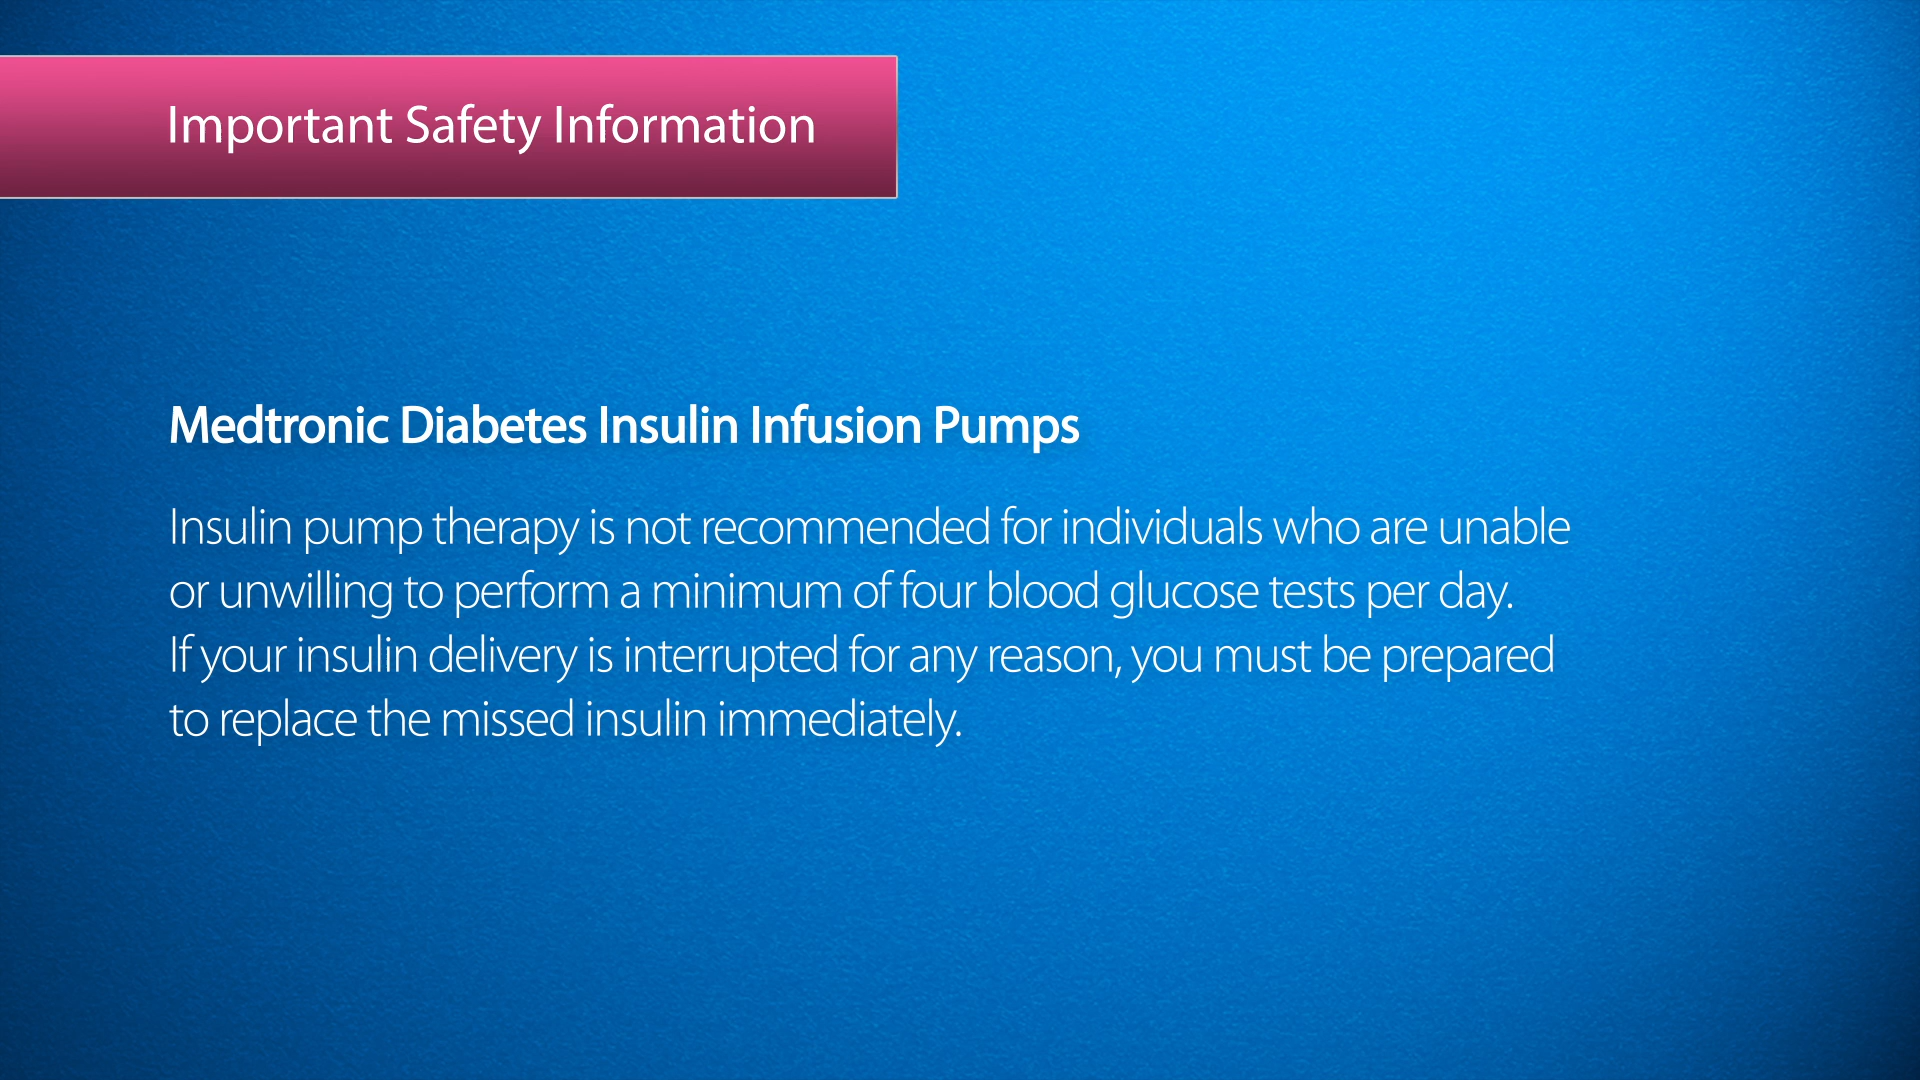 Important Safety Information
Medtronic Diabetes Insulin Infusion Pumps
Insulin pump therapy is not recommended for individuals who are unable
or unwilling to perform a minimum of four blood glucose tests per day.
If your insulin delivery is interrupted for any reason, you must be prepared
to replace the missed insulin immediately.